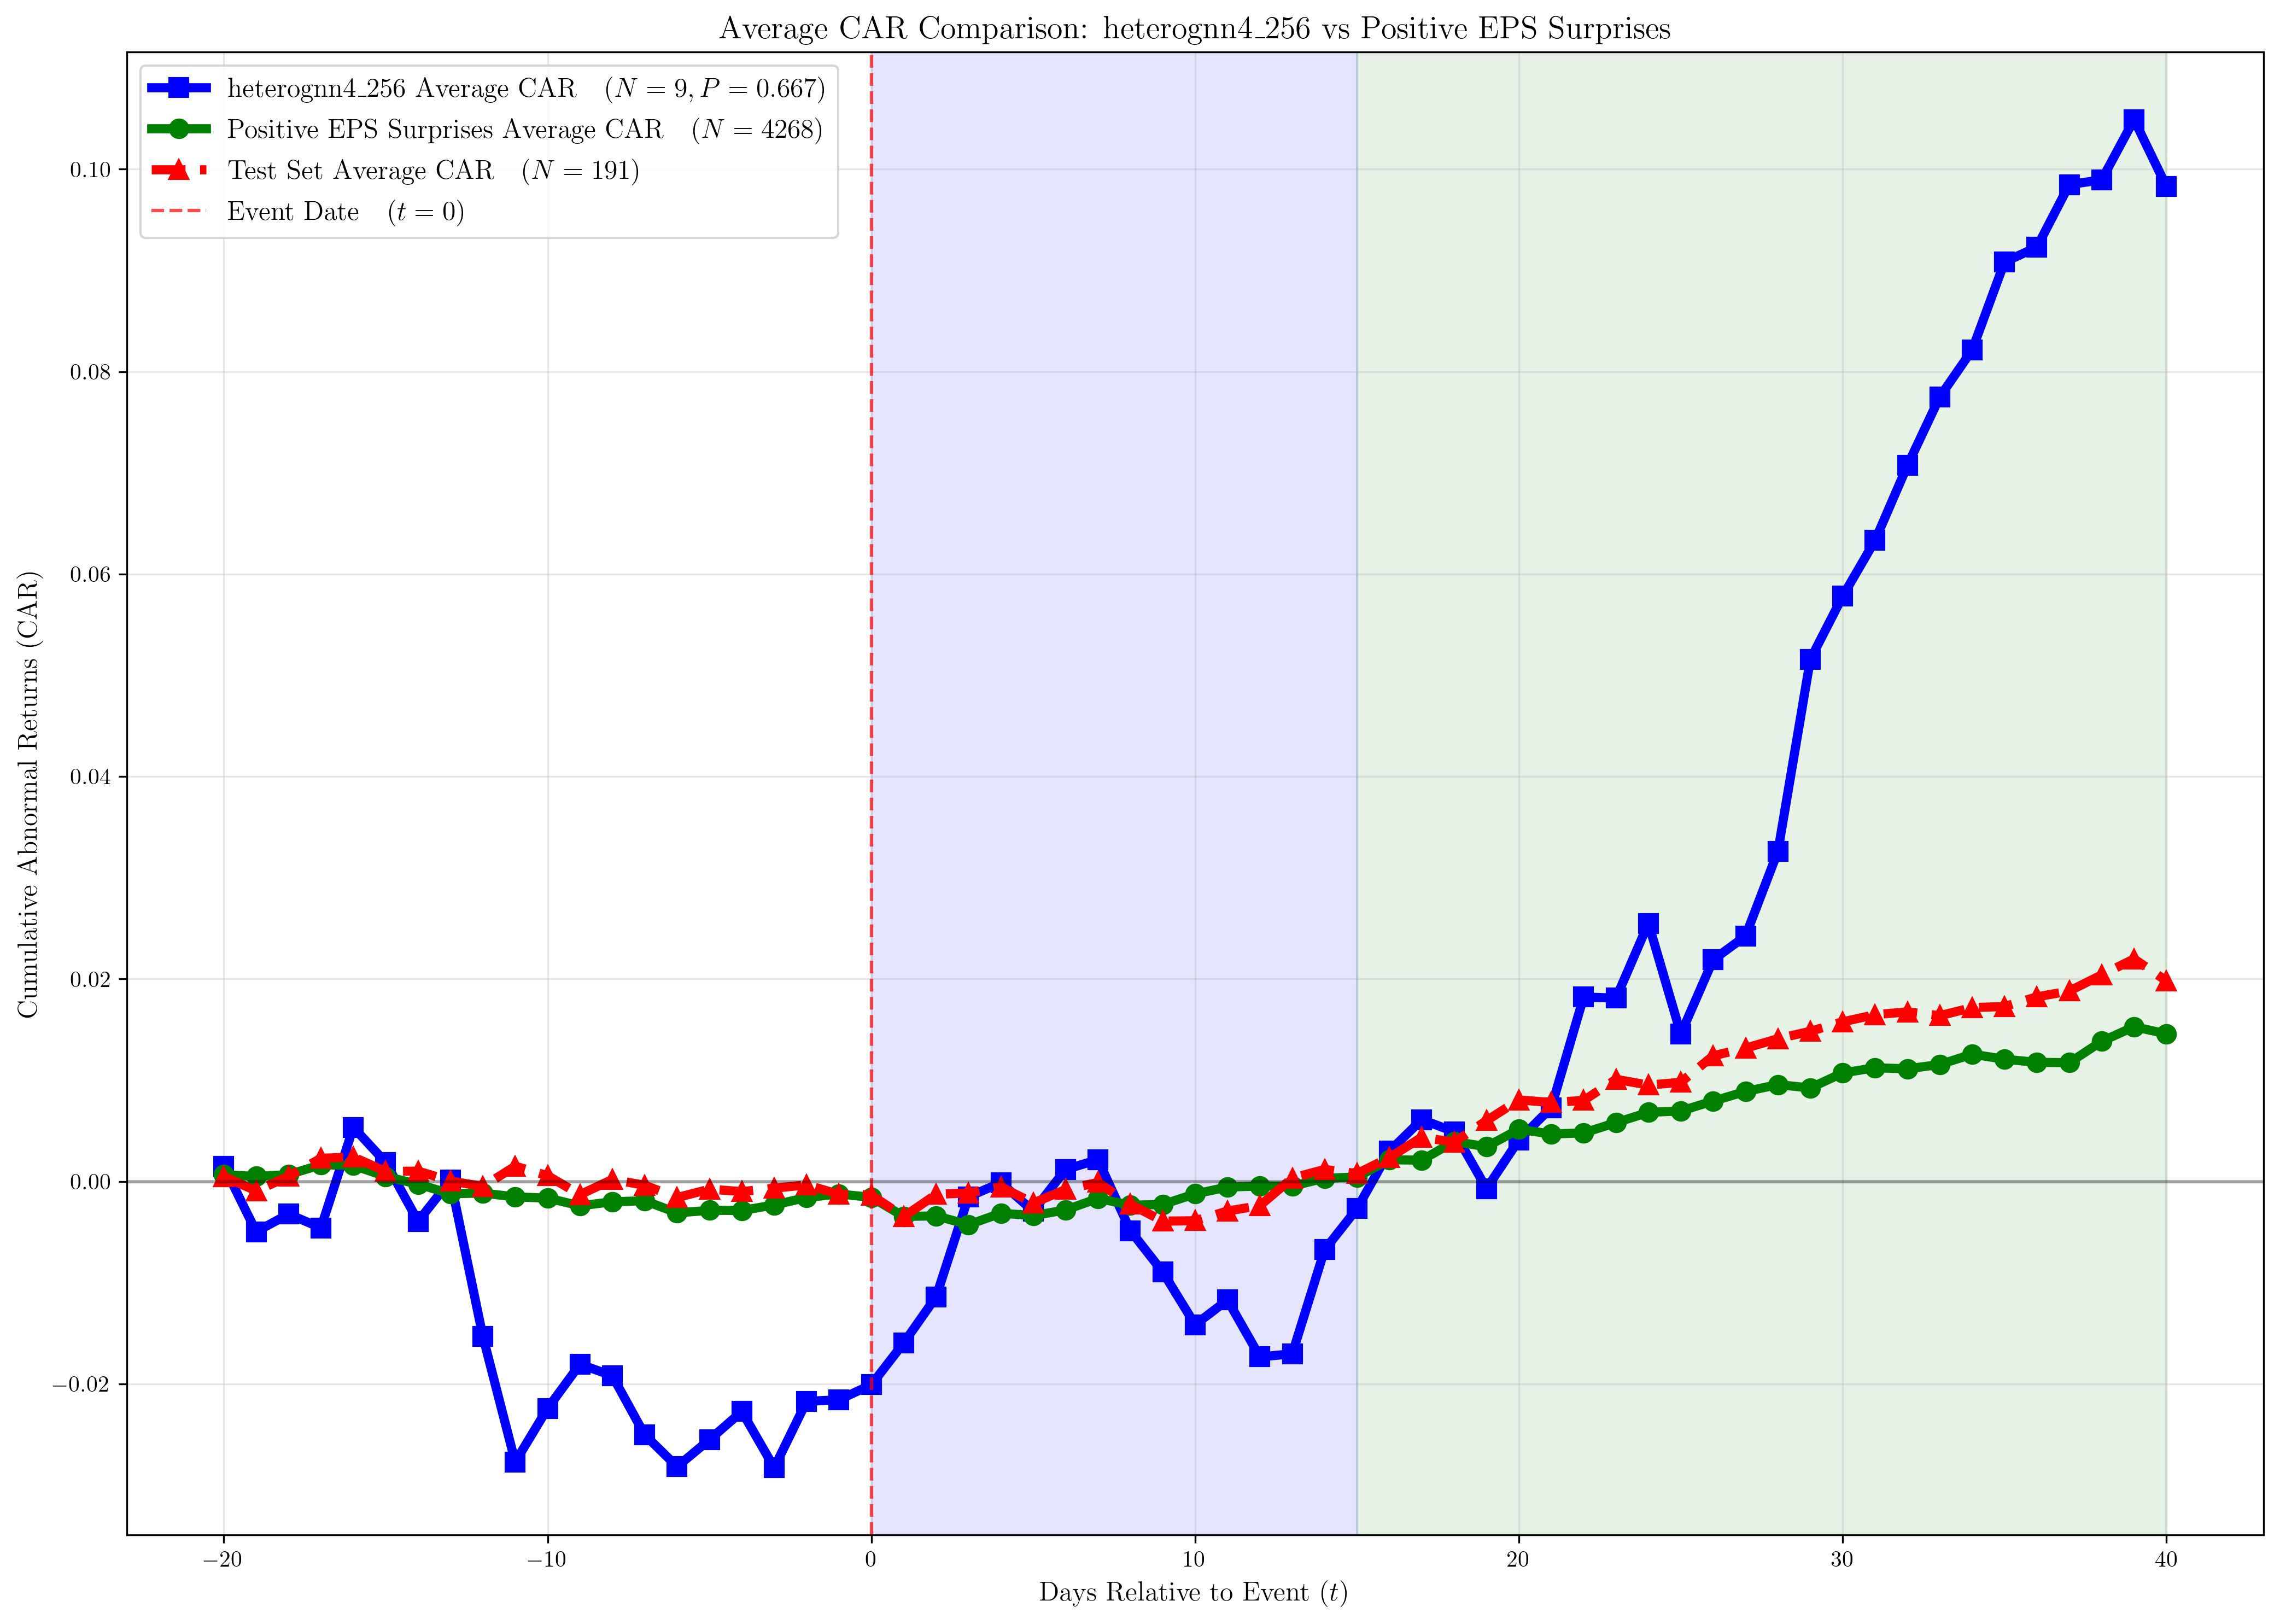 Average CAR Comparison: heterognn4_256 vs Positive EPS Surprises
heterognn4_256 Average CAR (N = 9, P = 0.667)
Positive EPS Surprises Average CAR (N = 4268)
Test Set Average CAR (N = 191)
Event Date (t = 0)
Cumulative Abnormal Returns (CAR)
0.10
0.08
0.06
0.04
0.02
0.00
−0.02
−20 −10 0 10 20 30 40
Days Relative to Event (t)